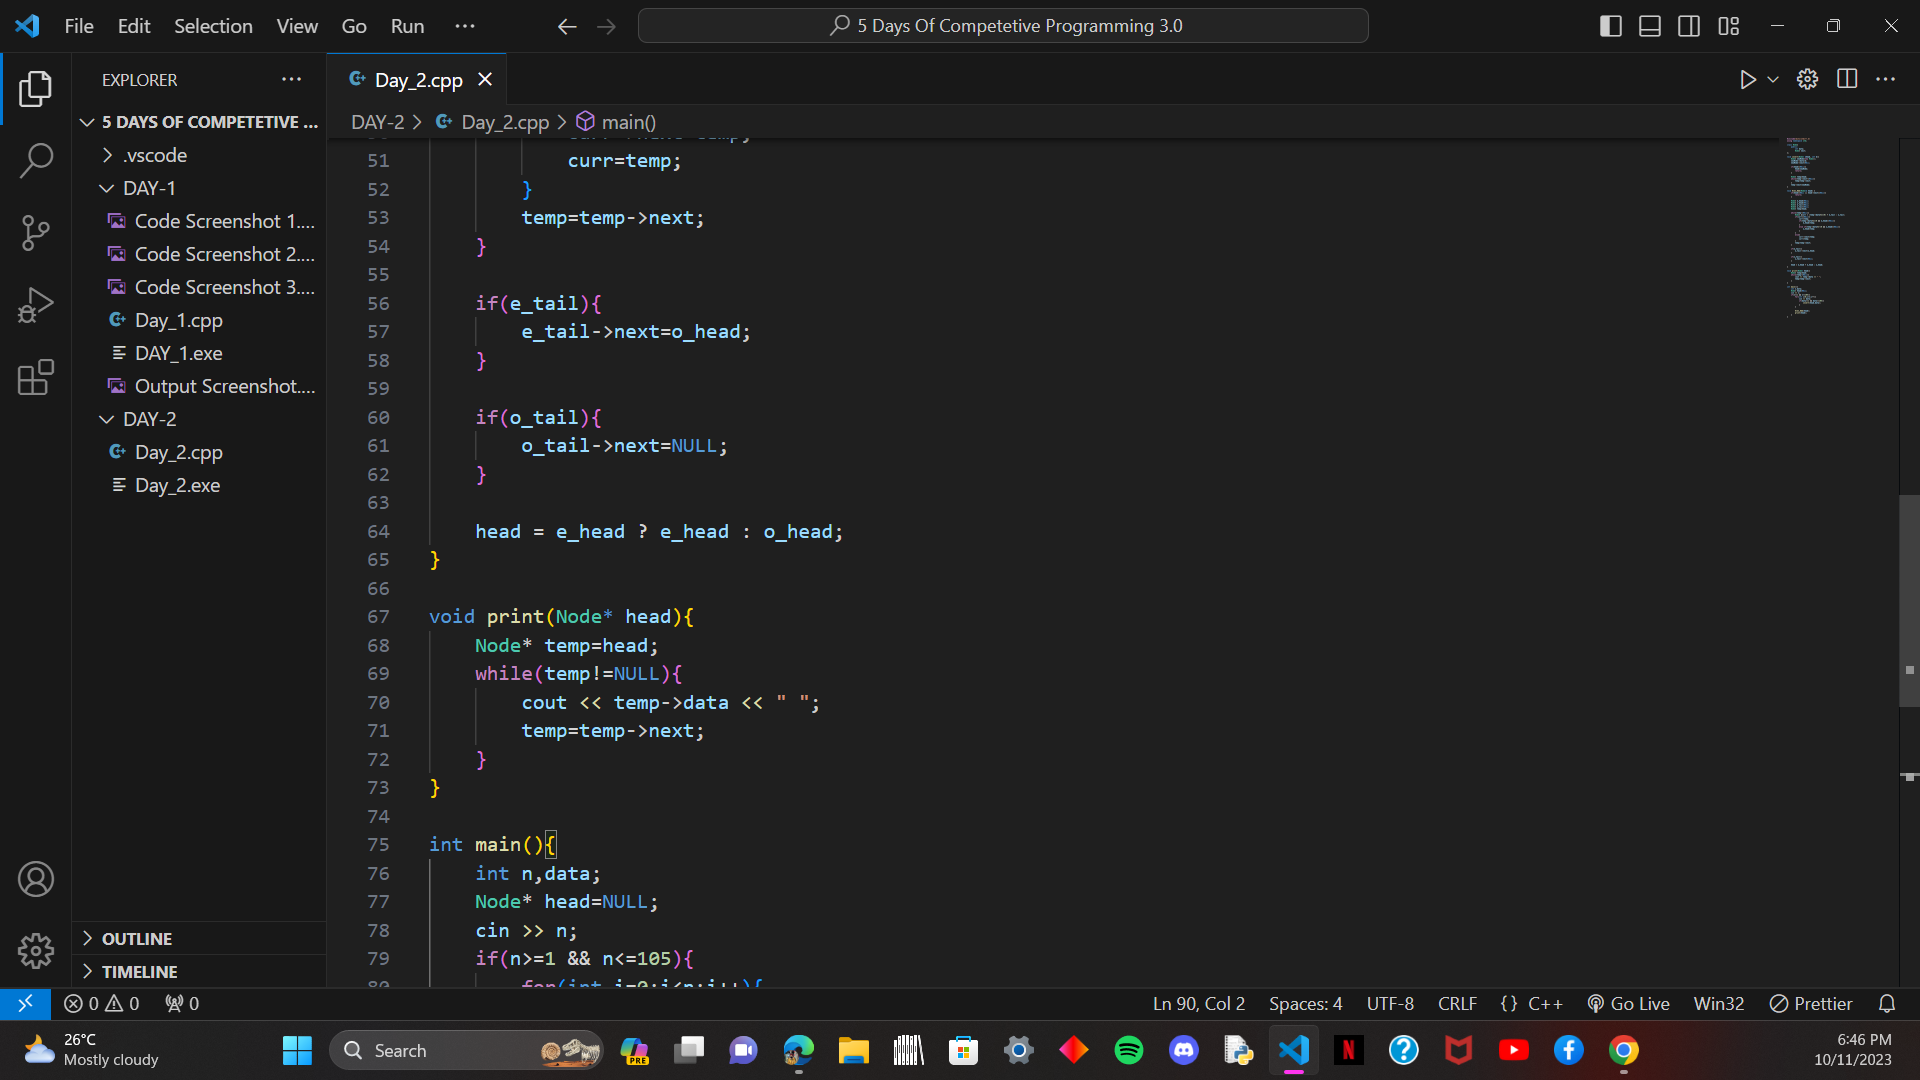 File Edit Selection View Go Run ...
5 Days Of Competetive Programming 3.0
EXPLORER
5 DAYS OF COMPETETIVE ...
.vscode
DAY-1
Code Screenshot 1....
Code Screenshot 2....
Code Screenshot 3....
Day_1.cpp
DAY_1.exe
Output Screenshot....
DAY-2
Day_2.cpp
Day_2.exe
OUTLINE
TIMELINE
Day_2.cpp
DAY-2 > Day_2.cpp > main()
51 curr=temp;
52 }
53 temp=temp->next;
54 }
55
56 if(e_tail){
57 e_tail->next=o_head;
58 }
59
60 if(o_tail){
61 o_tail->next=NULL;
62 }
63
64 head = e_head ? e_head : o_head;
65 }
66
67 void print(Node* head){
68 Node* temp=head;
69 while(temp!=NULL){
70 cout << temp->data << " ";
71 temp=temp->next;
72 }
73 }
74
75 int main(){
76 int n,data;
77 Node* head=NULL;
78 cin >> n;
79 if(n>=1 && n<=105){
80 for(int i=0;i<n;i++){
0 0 0
Ln 90, Col 2 Spaces: 4 UTF-8 CRLF {} C++ Go Live Win32 Prettier
26°C
Mostly cloudy
Search
PRE
N
6:46 PM
10/11/2023